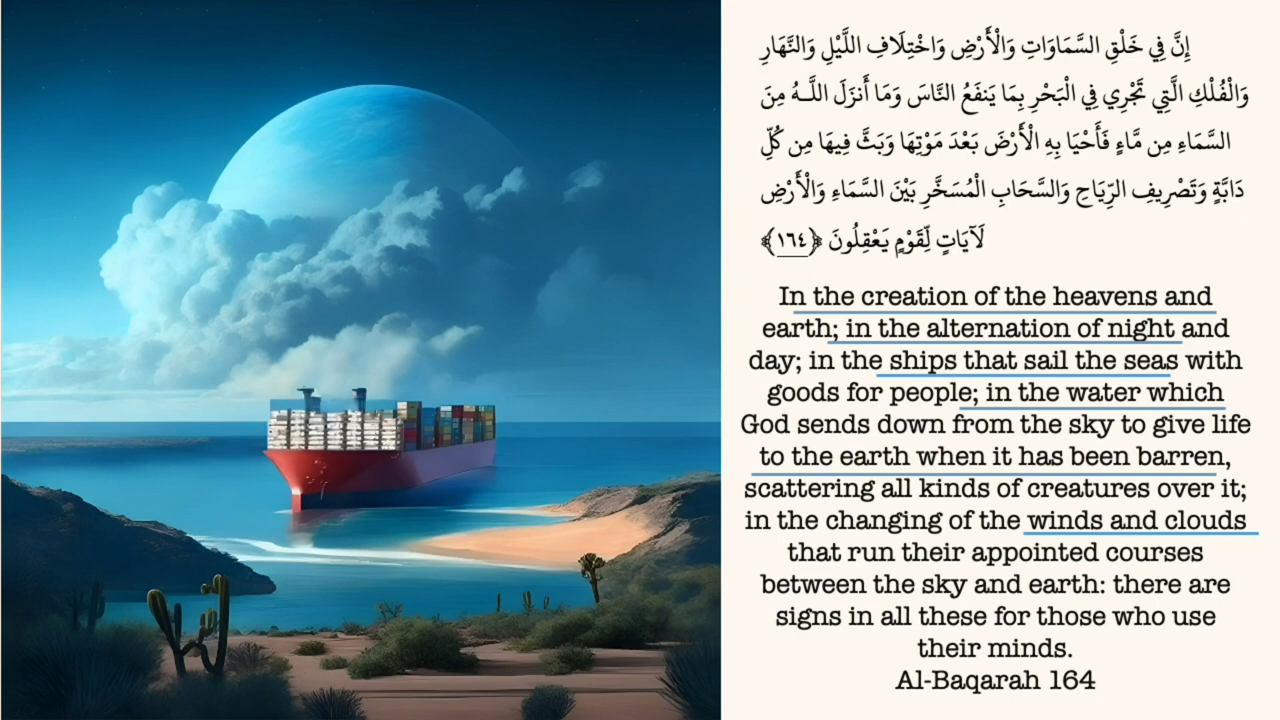 إِنَّ فِي خَلْقِ السَّمَاوَاتِ وَالْأَرْضِ وَاخْتِلَافِ اللَّيْلِ وَالنَّهَارِ
وَالْفُلْكِ الَّتِي تَجْرِي فِي الْبَحْرِ بِمَا يَنفَعُ النَّاسَ وَمَا أَنزَلَ اللَّـهُ مِنَ
السَّمَاءِ مِن مَّاءٍ فَأَحْيَا بِهِ الْأَرْضَ بَعْدَ مَوْتِهَا وَبَثَّ فِيهَا مِن كُلِّ
دَابَّةٍ وَتَصْرِيفِ الرِّيَاحِ وَالسَّحَابِ الْمُسَخَّرِ بَيْنَ السَّمَاءِ وَالْأَرْضِ
لَآيَاتٍ لِّقَوْمٍ يَعْقِلُونَ ﴿١٦٤﴾
In the creation of the heavens and
earth; in the alternation of night and
day; in the ships that sail the seas with
goods for people; in the water which
God sends down from the sky to give life
to the earth when it has been barren,
scattering all kinds of creatures over it;
in the changing of the winds and clouds
that run their appointed courses
between the sky and earth: there are
signs in all these for those who use
their minds.
Al-Baqarah 164